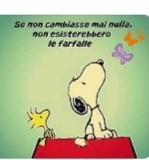 Se non cambiasse mai nulla,
non esisterebbero
le farfalle